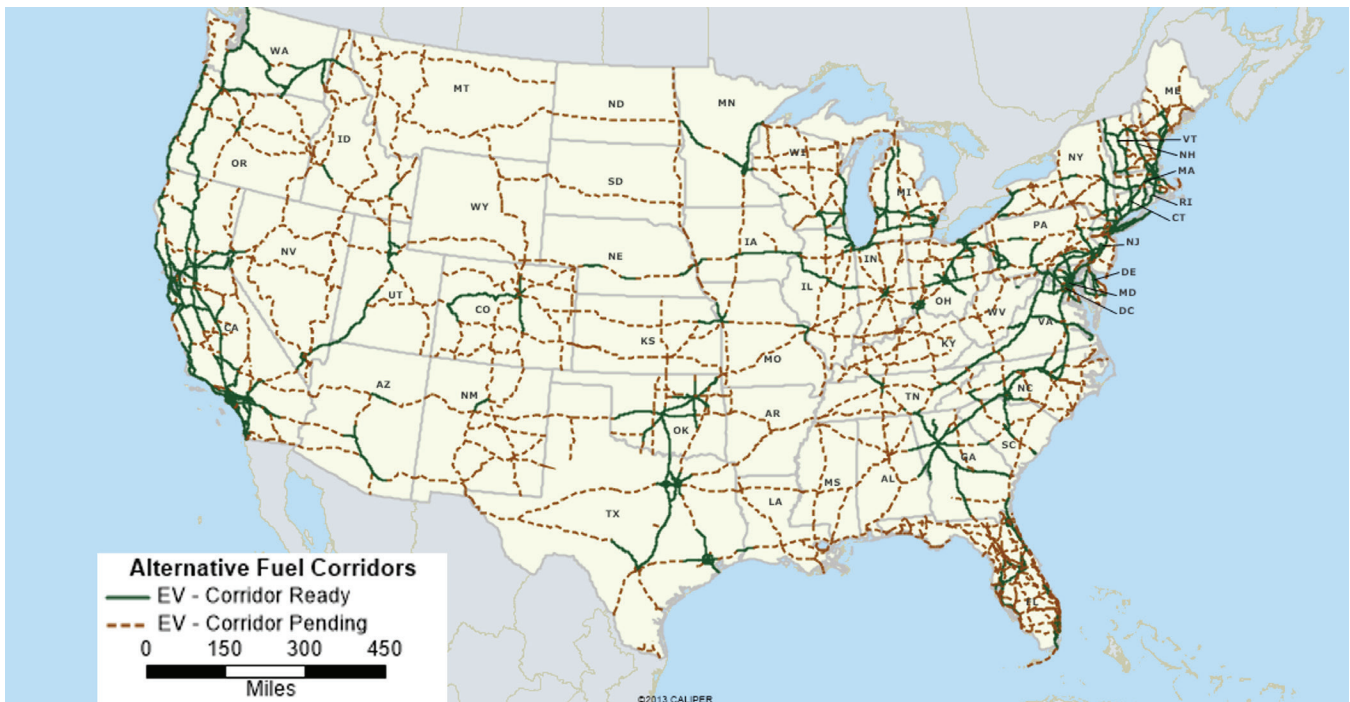 WA
MT
ND
MN
ME
VT
NH
MA
RI
CT
OR
ID
SD
WI
MI
NY
WY
IA
PA
NJ
NV
UT
NE
IL
IN
OH
DE
MD
DC
CA
CO
KS
MO
KY
WV
VA
AZ
NM
OK
AR
TN
NC
SC
TX
LA
MS
AL
GA
FL
Alternative Fuel Corridors
EV - Corridor Ready
EV - Corridor Pending
0 150 300 450
Miles
©2013 CALIPER